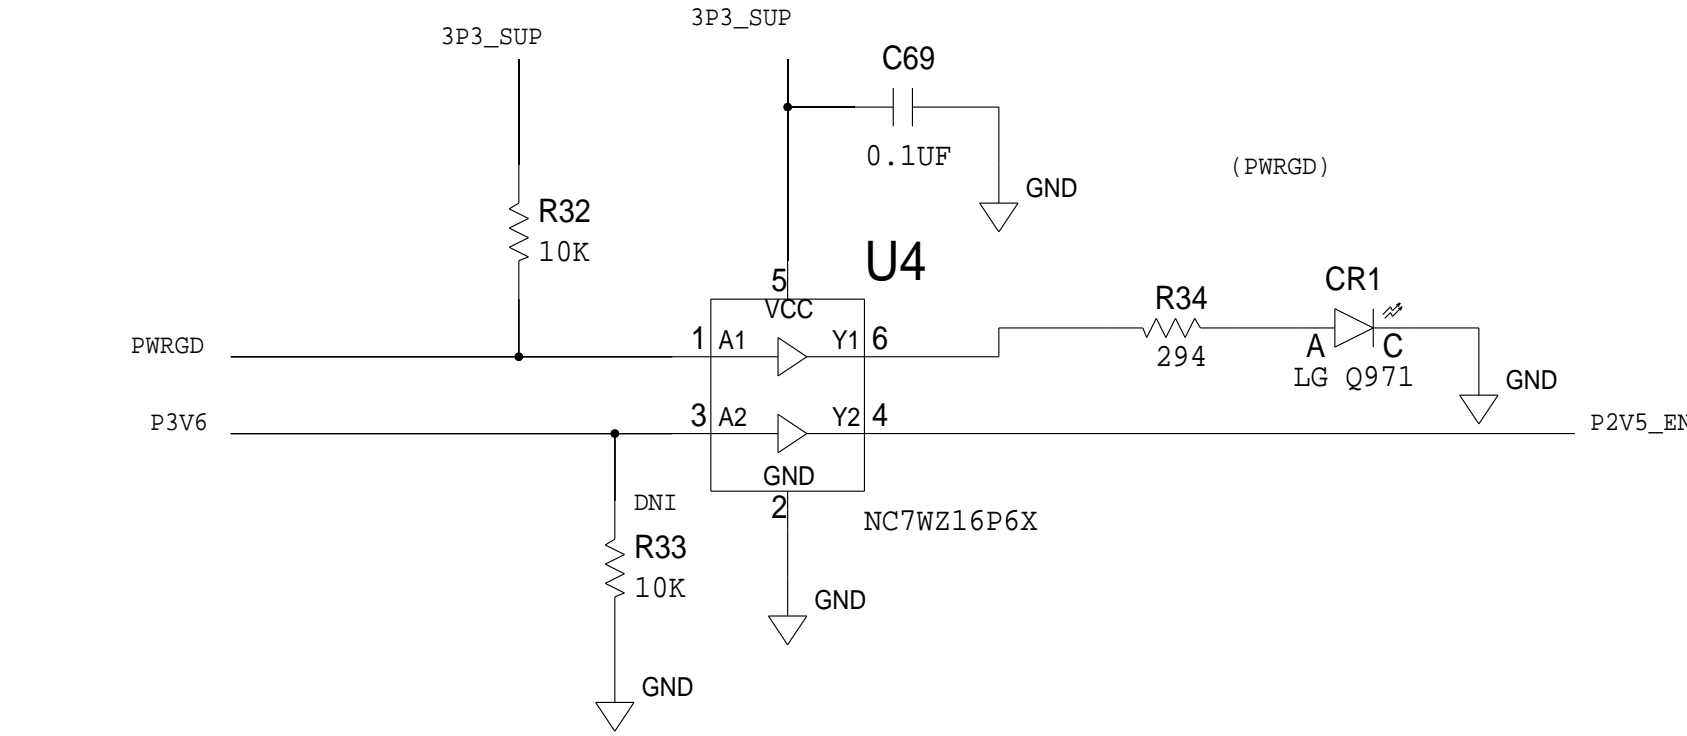 3P3_SUP
3P3_SUP
C69
0.1UF
GND
(PWRGD)
R32
10K
U4
5
VCC
PWRGD
1 A1
Y1 6
R34
294
CR1
A
C
LG Q971
GND
P3V6
3 A2
Y2 4
P2V5_EN
GND
2
NC7WZ16P6X
DNI
R33
10K
GND
GND